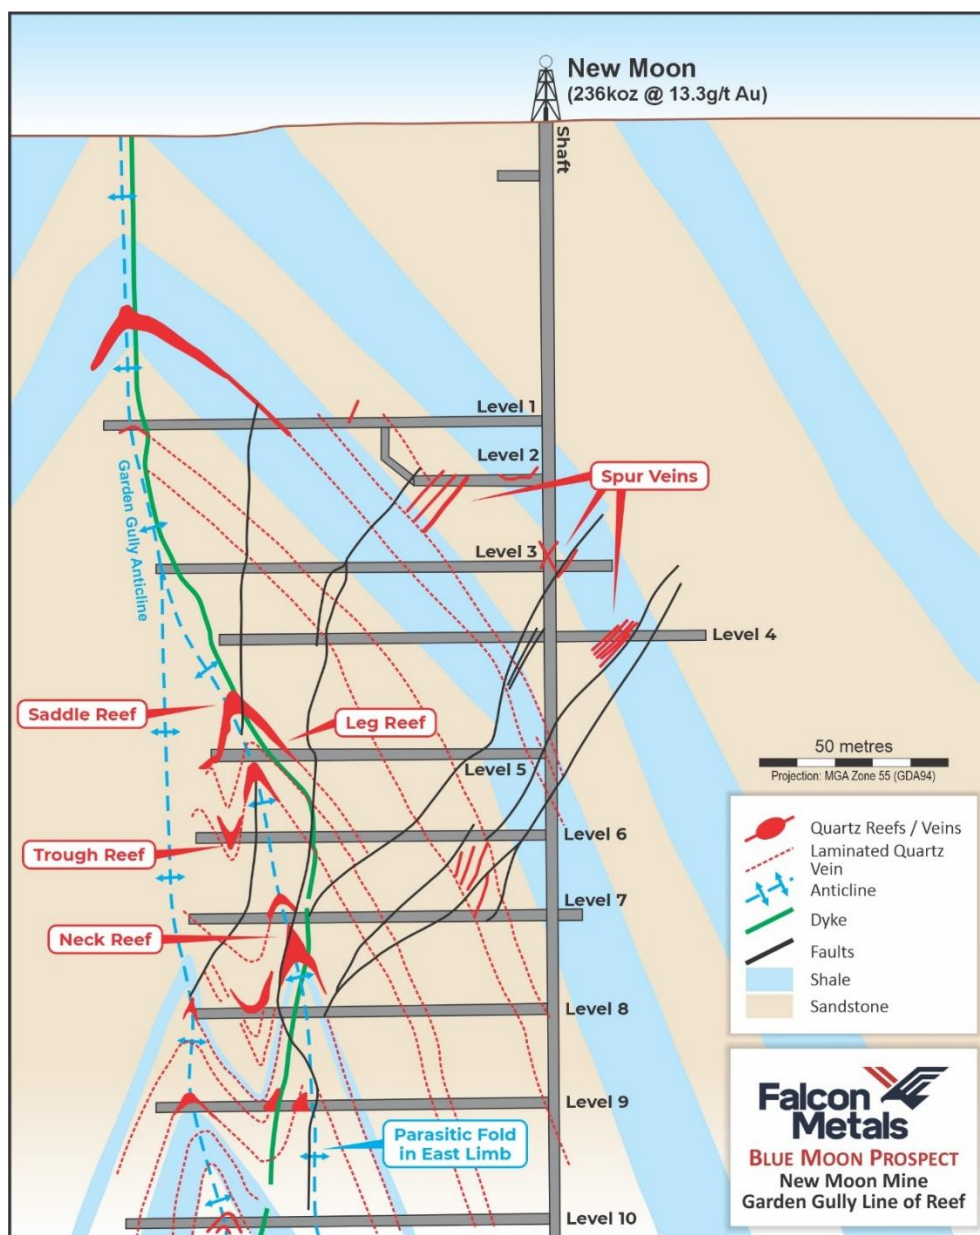 New Moon
(236koz @ 13.3g/t Au)
Shaft
Level 1
Level 2
Spur Veins
Garden Gully Anticline
Level 3
Level 4
Saddle Reef
Leg Reef
Level 5
50 metres
Projection: MGA Zone 55 (GDA94)
Level 6
Trough Reef
Level 7
Neck Reef
Level 8
Level 9
Parasitic Fold
in East Limb
Level 10
Quartz Reefs / Veins
Laminated Quartz
Vein
Anticline
Dyke
Faults
Shale
Sandstone
Falcon
Metals
BLUE MOON PROSPECT
New Moon Mine
Garden Gully Line of Reef